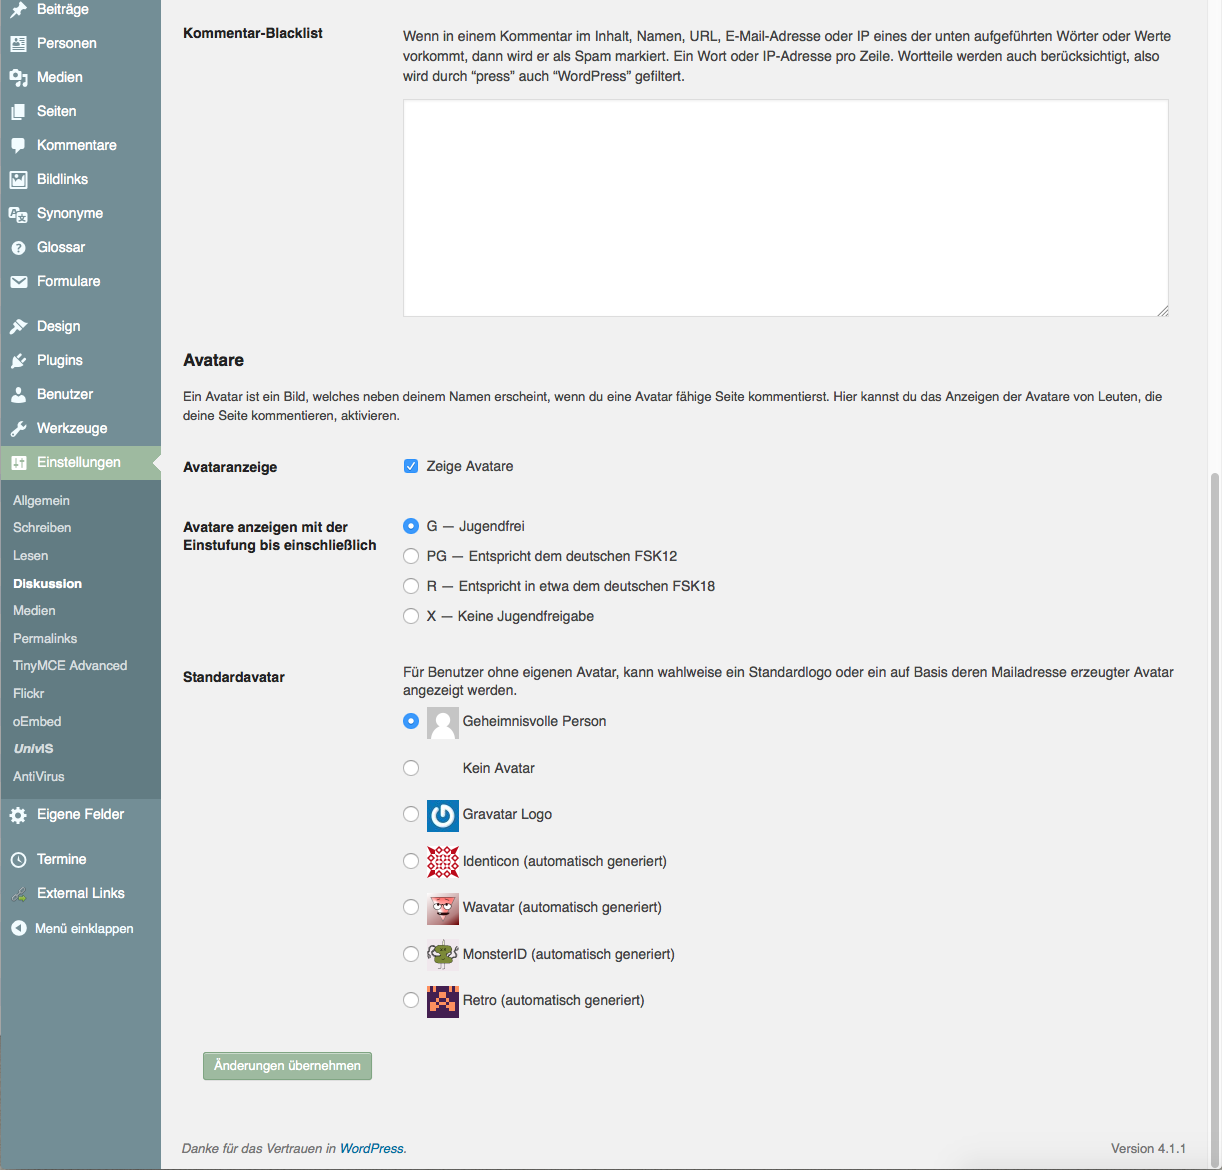 Beiträge
Personen
Medien
Seiten
Kommentare
Bildlinks
Synonyme
Glossar
Formulare
Design
Plugins
Benutzer
Werkzeuge
Einstellungen
Allgemein
Schreiben
Lesen
Diskussion
Medien
Permalinks
TinyMCE Advanced
Flickr
oEmbed
UnivIS
AntiVirus
Eigene Felder
Termine
External Links
Menü einklappen
Kommentar-Blacklist
Wenn in einem Kommentar im Inhalt, Namen, URL, E-Mail-Adresse oder IP eines der unten aufgeführten Wörter oder Werte
vorkommt, dann wird er als Spam markiert. Ein Wort oder IP-Adresse pro Zeile. Wortteile werden auch berücksichtigt, also
wird durch “press” auch “WordPress” gefiltert.
Avatare
Ein Avatar ist ein Bild, welches neben deinem Namen erscheint, wenn du eine Avatar fähige Seite kommentierst. Hier kannst du das Anzeigen der Avatare von Leuten, die
deine Seite kommentieren, aktivieren.
Avataranzeige
Zeige Avatare
Avatare anzeigen mit der
Einstufung bis einschließlich
G — Jugendfrei
PG — Entspricht dem deutschen FSK12
R — Entspricht in etwa dem deutschen FSK18
X — Keine Jugendfreigabe
Standardavatar
Für Benutzer ohne eigenen Avatar, kann wahlweise ein Standardlogo oder ein auf Basis deren Mailadresse erzeugter Avatar
angezeigt werden.
Geheimnisvolle Person
Kein Avatar
Gravatar Logo
Identicon (automatisch generiert)
Wavatar (automatisch generiert)
MonsterID (automatisch generiert)
Retro (automatisch generiert)
Änderungen übernehmen
Danke für das Vertrauen in WordPress.
Version 4.1.1